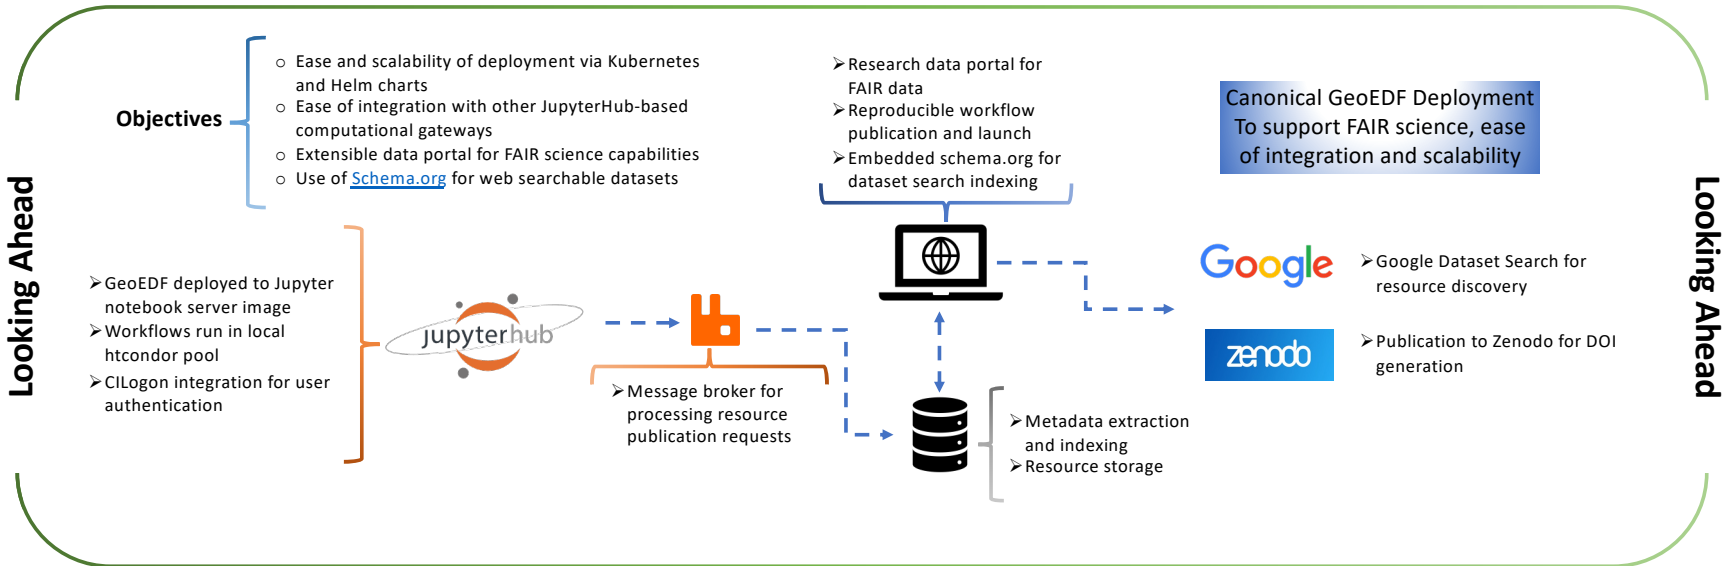 Looking Ahead
Objectives
o Ease and scalability of deployment via Kubernetes
and Helm charts
o Ease of integration with other JupyterHub-based
computational gateways
o Extensible data portal for FAIR science capabilities
o Use of Schema.org for web searchable datasets
➢Research data portal for
FAIR data
➢Reproducible workflow
publication and launch
➢Embedded schema.org for
dataset search indexing
Canonical GeoEDF Deployment
To support FAIR science, ease
of integration and scalability
➢GeoEDF deployed to Jupyter
notebook server image
➢Workflows run in local
htcondor pool
➢CILogon integration for user
authentication
jupyterhub
➢Message broker for
processing resource
publication requests
➢Metadata extraction
and indexing
➢Resource storage
Google
➢Google Dataset Search for
resource discovery
zenodo
➢Publication to Zenodo for DOI
generation
Looking Ahead